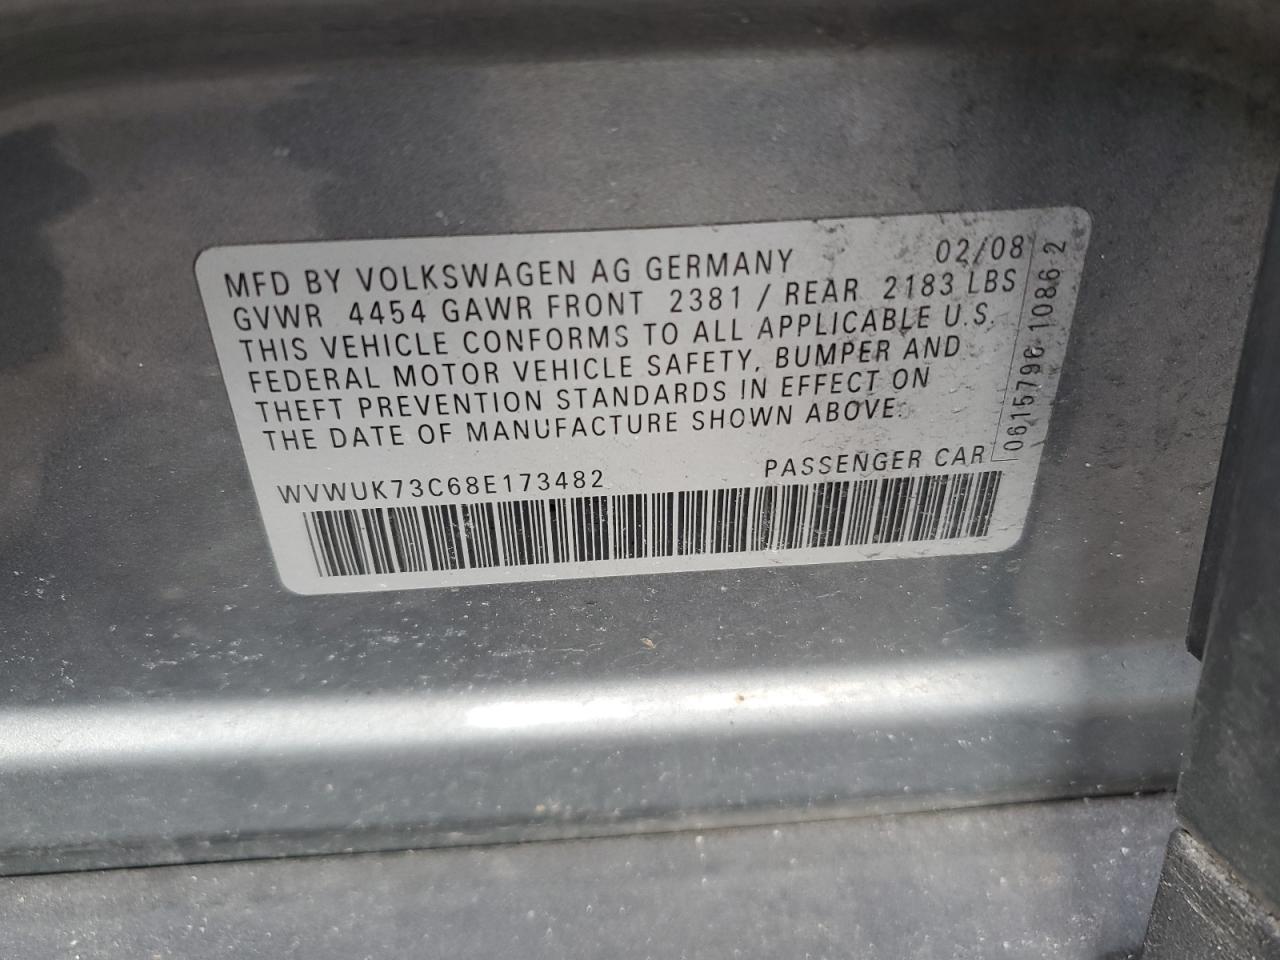 MFD BY VOLKSWAGEN AG GERMANY 02/08
GVWR 4454 GAWR FRONT 2381 / REAR 2183 LBS
THIS VEHICLE CONFORMS TO ALL APPLICABLE U.S.
FEDERAL MOTOR VEHICLE SAFETY, BUMPER AND
THEFT PREVENTION STANDARDS IN EFFECT ON
THE DATE OF MANUFACTURE SHOWN ABOVE.
WVWUK73C68E173482 PASSENGER CAR
0615796 1086 2